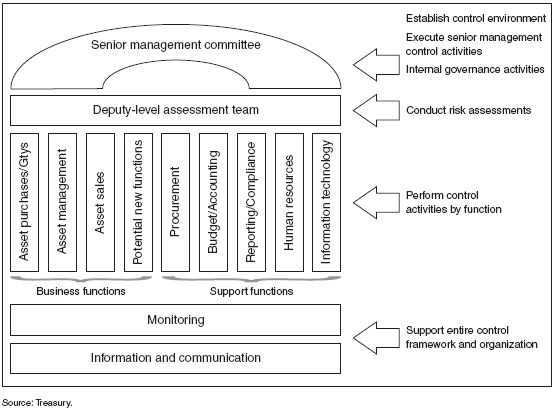 Senior management committee
Establish control environment
Execute senior management
control activities
Internal governance activities
Deputy-level assessment team
Conduct risk assessments
Asset purchases/Gtys
Asset management
Asset sales
Potential new functions
Procurement
Budget/Accounting
Reporting/Compliance
Human resources
Information technology
Perform control
activities by function
Business functions
Support functions
Monitoring
Information and communication
Support entire control
framework and organization
Source: Treasury.